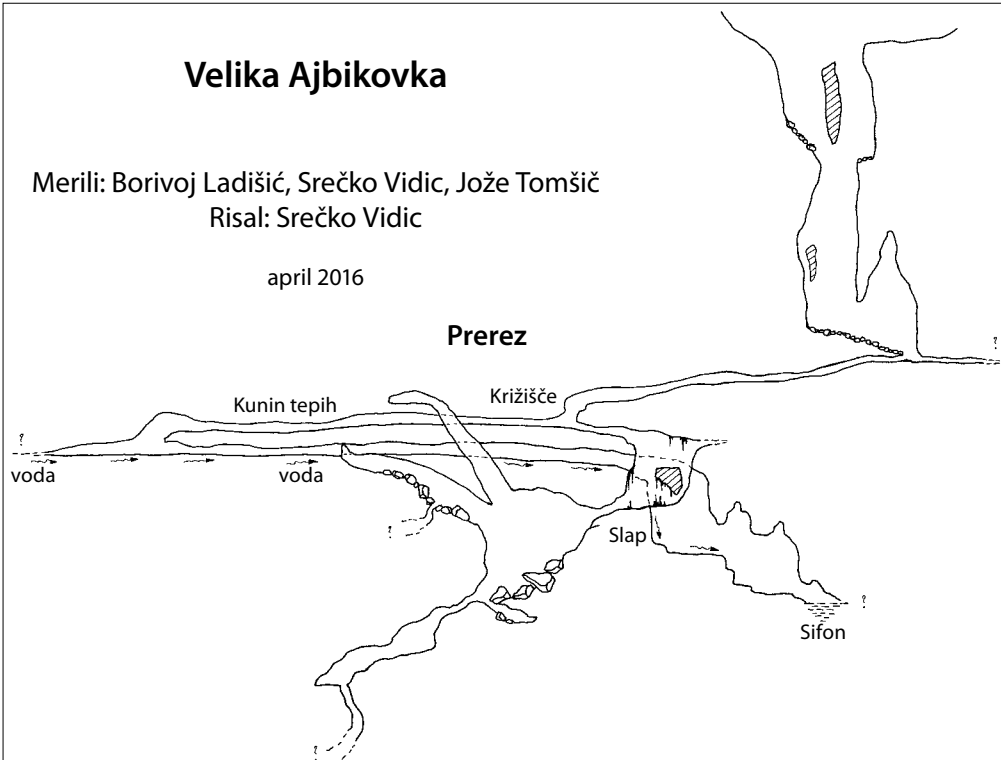 Velika Ajbikovka
Merili: Borivoj Ladišić, Srečko Vidic, Jože Tomšič
Risal: Srečko Vidic
april 2016
Prerez
?
Križišče
Kunin tepih
?
voda
voda
?
Slap
?
Sifon
?